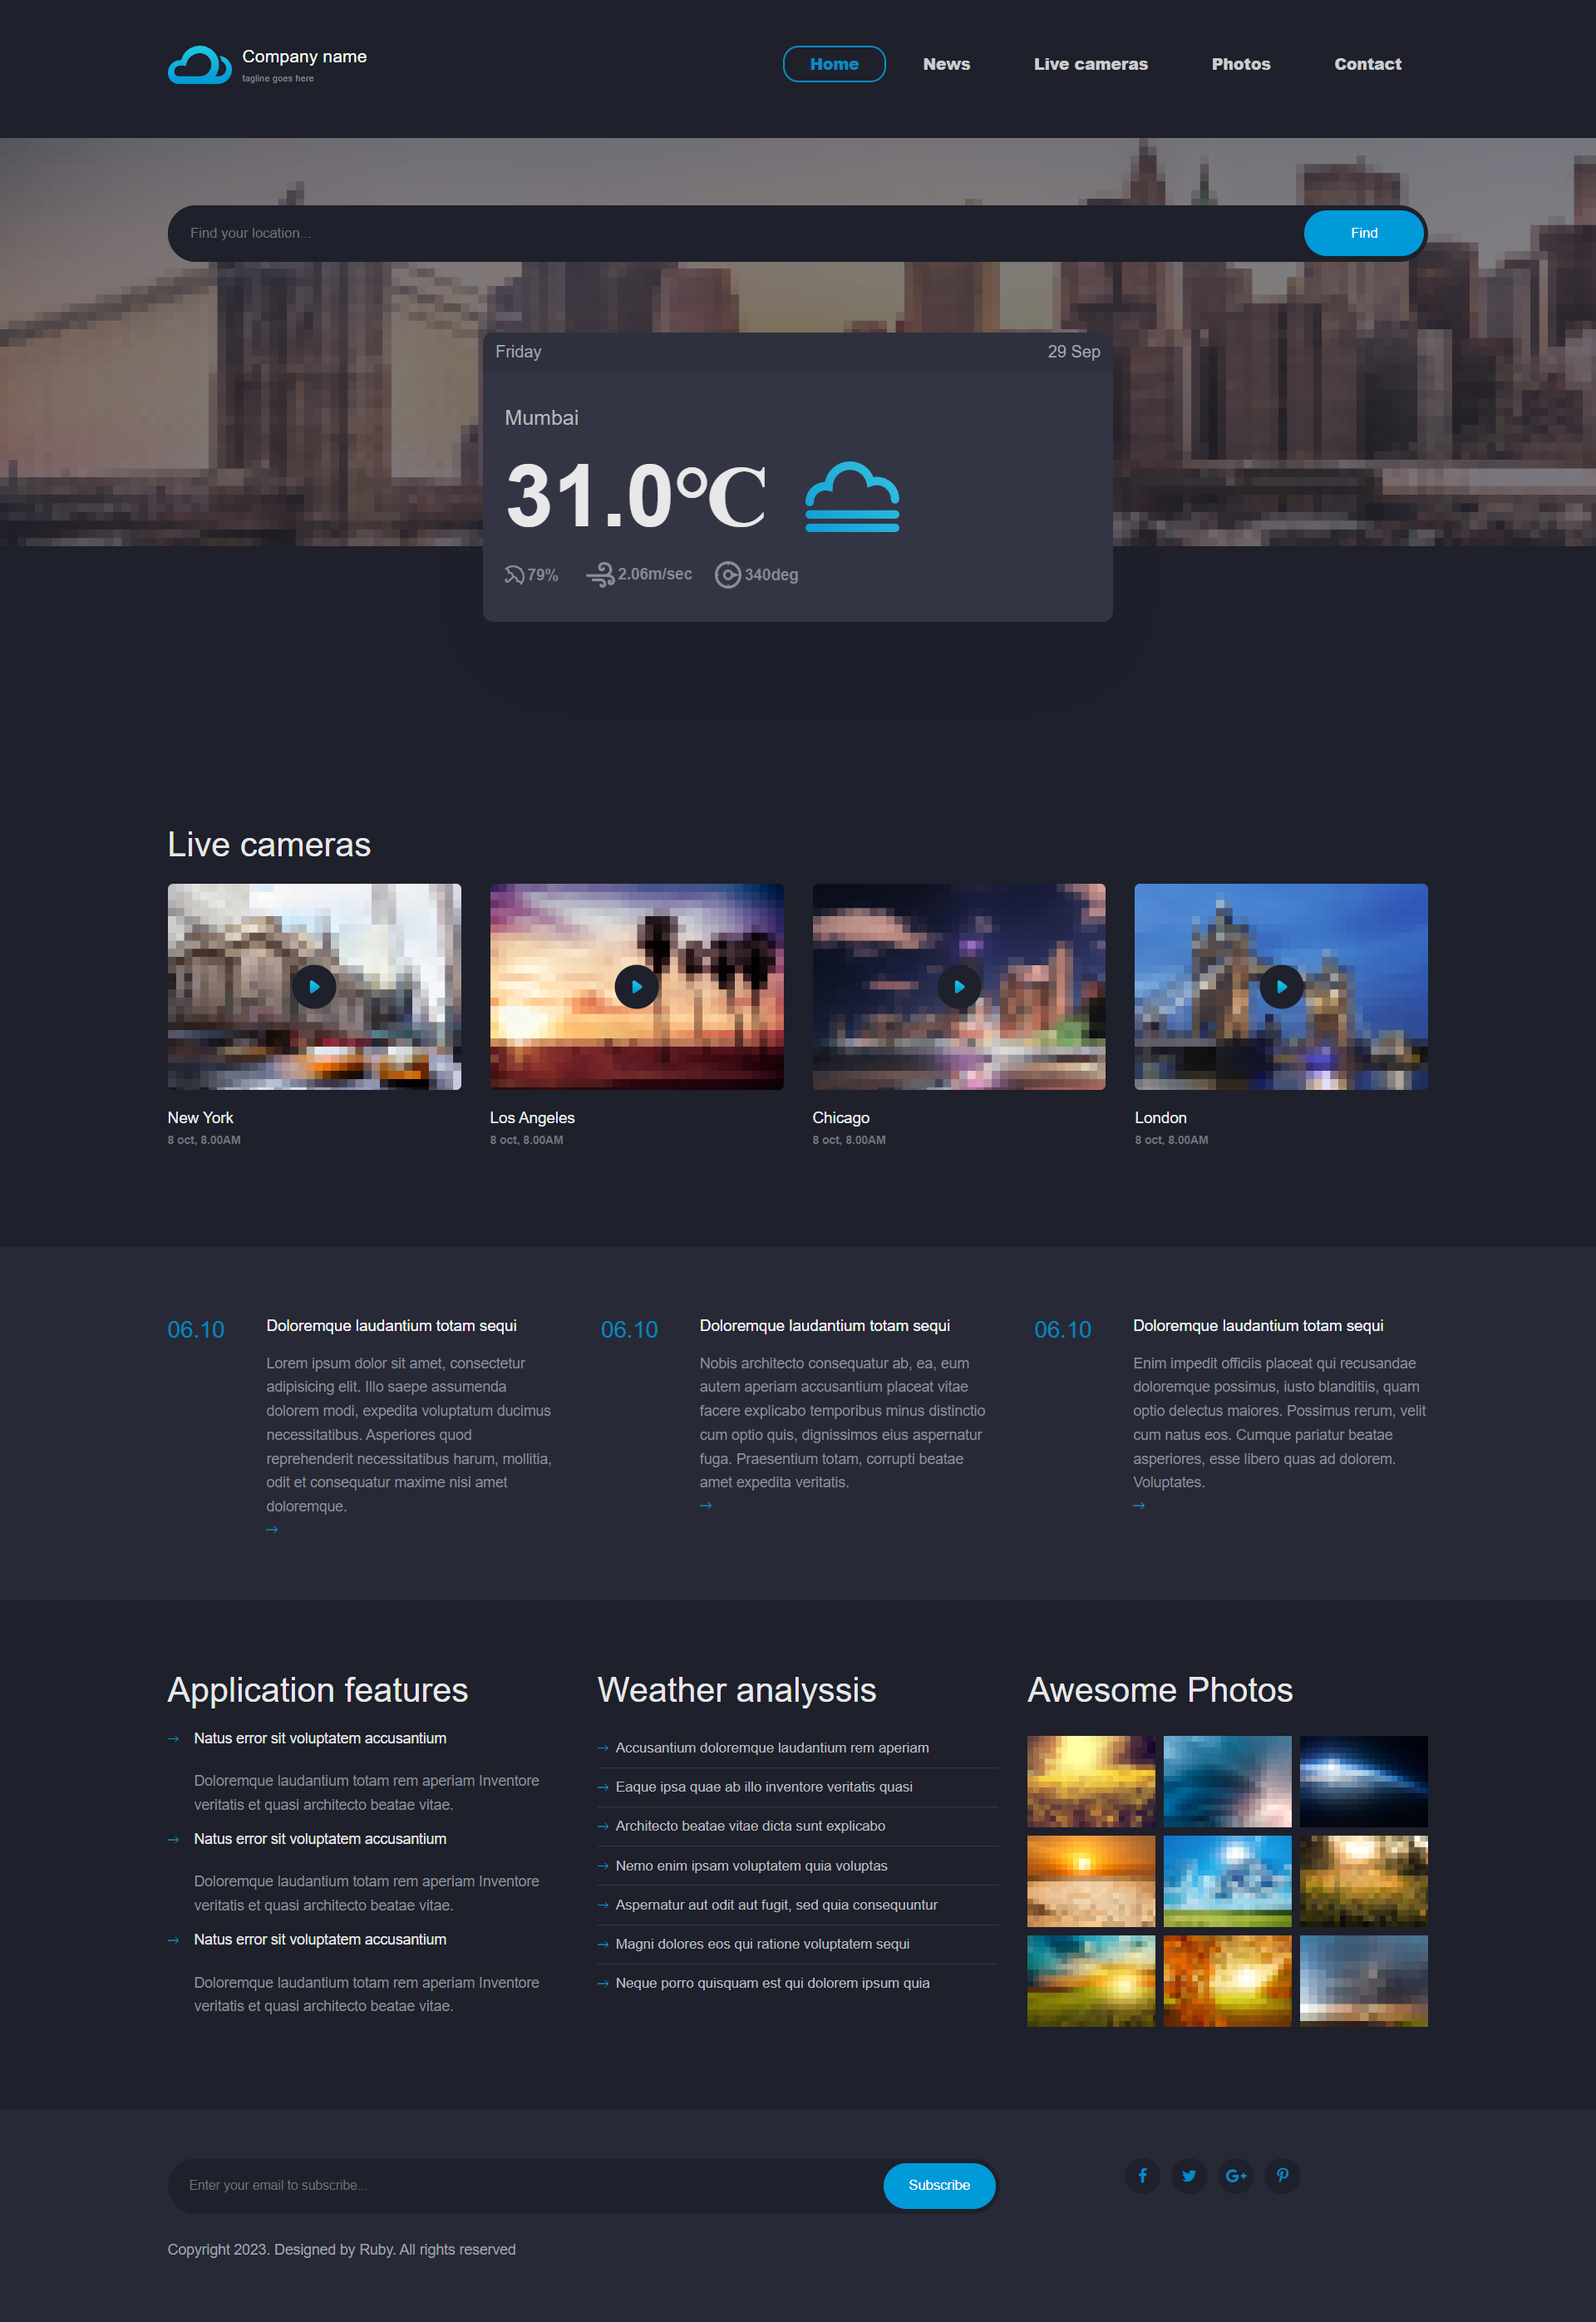 Company name
tagline goes here
Home
News
Live cameras
Photos
Contact
Find your location...
Find
Friday
29 Sep
Mumbai
31.0°C
79%
2.06m/sec
340deg
Live cameras
New York
8 oct, 8.00AM
Los Angeles
8 oct, 8.00AM
Chicago
8 oct, 8.00AM
London
8 oct, 8.00AM
06.10
Doloremque laudantium totam sequi
Lorem ipsum dolor sit amet, consectetur
adipisicing elit. Illo saepe assumenda
dolorem modi, expedita voluptatum ducimus
necessitatibus. Asperiores quod
reprehenderit necessitatibus harum, mollitia,
odit et consequatur maxime nisi amet
doloremque.
→
06.10
Doloremque laudantium totam sequi
Nobis architecto consequatur ab, ea, eum
autem aperiam accusantium placeat vitae
facere explicabo temporibus minus distinctio
cum optio quis, dignissimos eius aspernatur
fuga. Praesentium totam, corrupti beatae
amet expedita veritatis.
→
06.10
Doloremque laudantium totam sequi
Enim impedit officiis placeat qui recusandae
doloremque possimus, iusto blanditiis, quam
optio delectus maiores. Possimus rerum, velit
cum natus eos. Cumque pariatur beatae
asperiores, esse libero quas ad dolorem.
Voluptates.
→
Application features
→ Natus error sit voluptatem accusantium
Doloremque laudantium totam rem aperiam Inventore
veritatis et quasi architecto beatae vitae.
→ Natus error sit voluptatem accusantium
Doloremque laudantium totam rem aperiam Inventore
veritatis et quasi architecto beatae vitae.
→ Natus error sit voluptatem accusantium
Doloremque laudantium totam rem aperiam Inventore
veritatis et quasi architecto beatae vitae.
Weather analyssis
→ Accusantium doloremque laudantium rem aperiam
→ Eaque ipsa quae ab illo inventore veritatis quasi
→ Architecto beatae vitae dicta sunt explicabo
→ Nemo enim ipsam voluptatem quia voluptas
→ Aspernatur aut odit aut fugit, sed quia consequuntur
→ Magni dolores eos qui ratione voluptatem sequi
→ Neque porro quisquam est qui dolorem ipsum quia
Awesome Photos
Enter your email to subscribe...
Subscribe
Copyright 2023. Designed by Ruby. All rights reserved